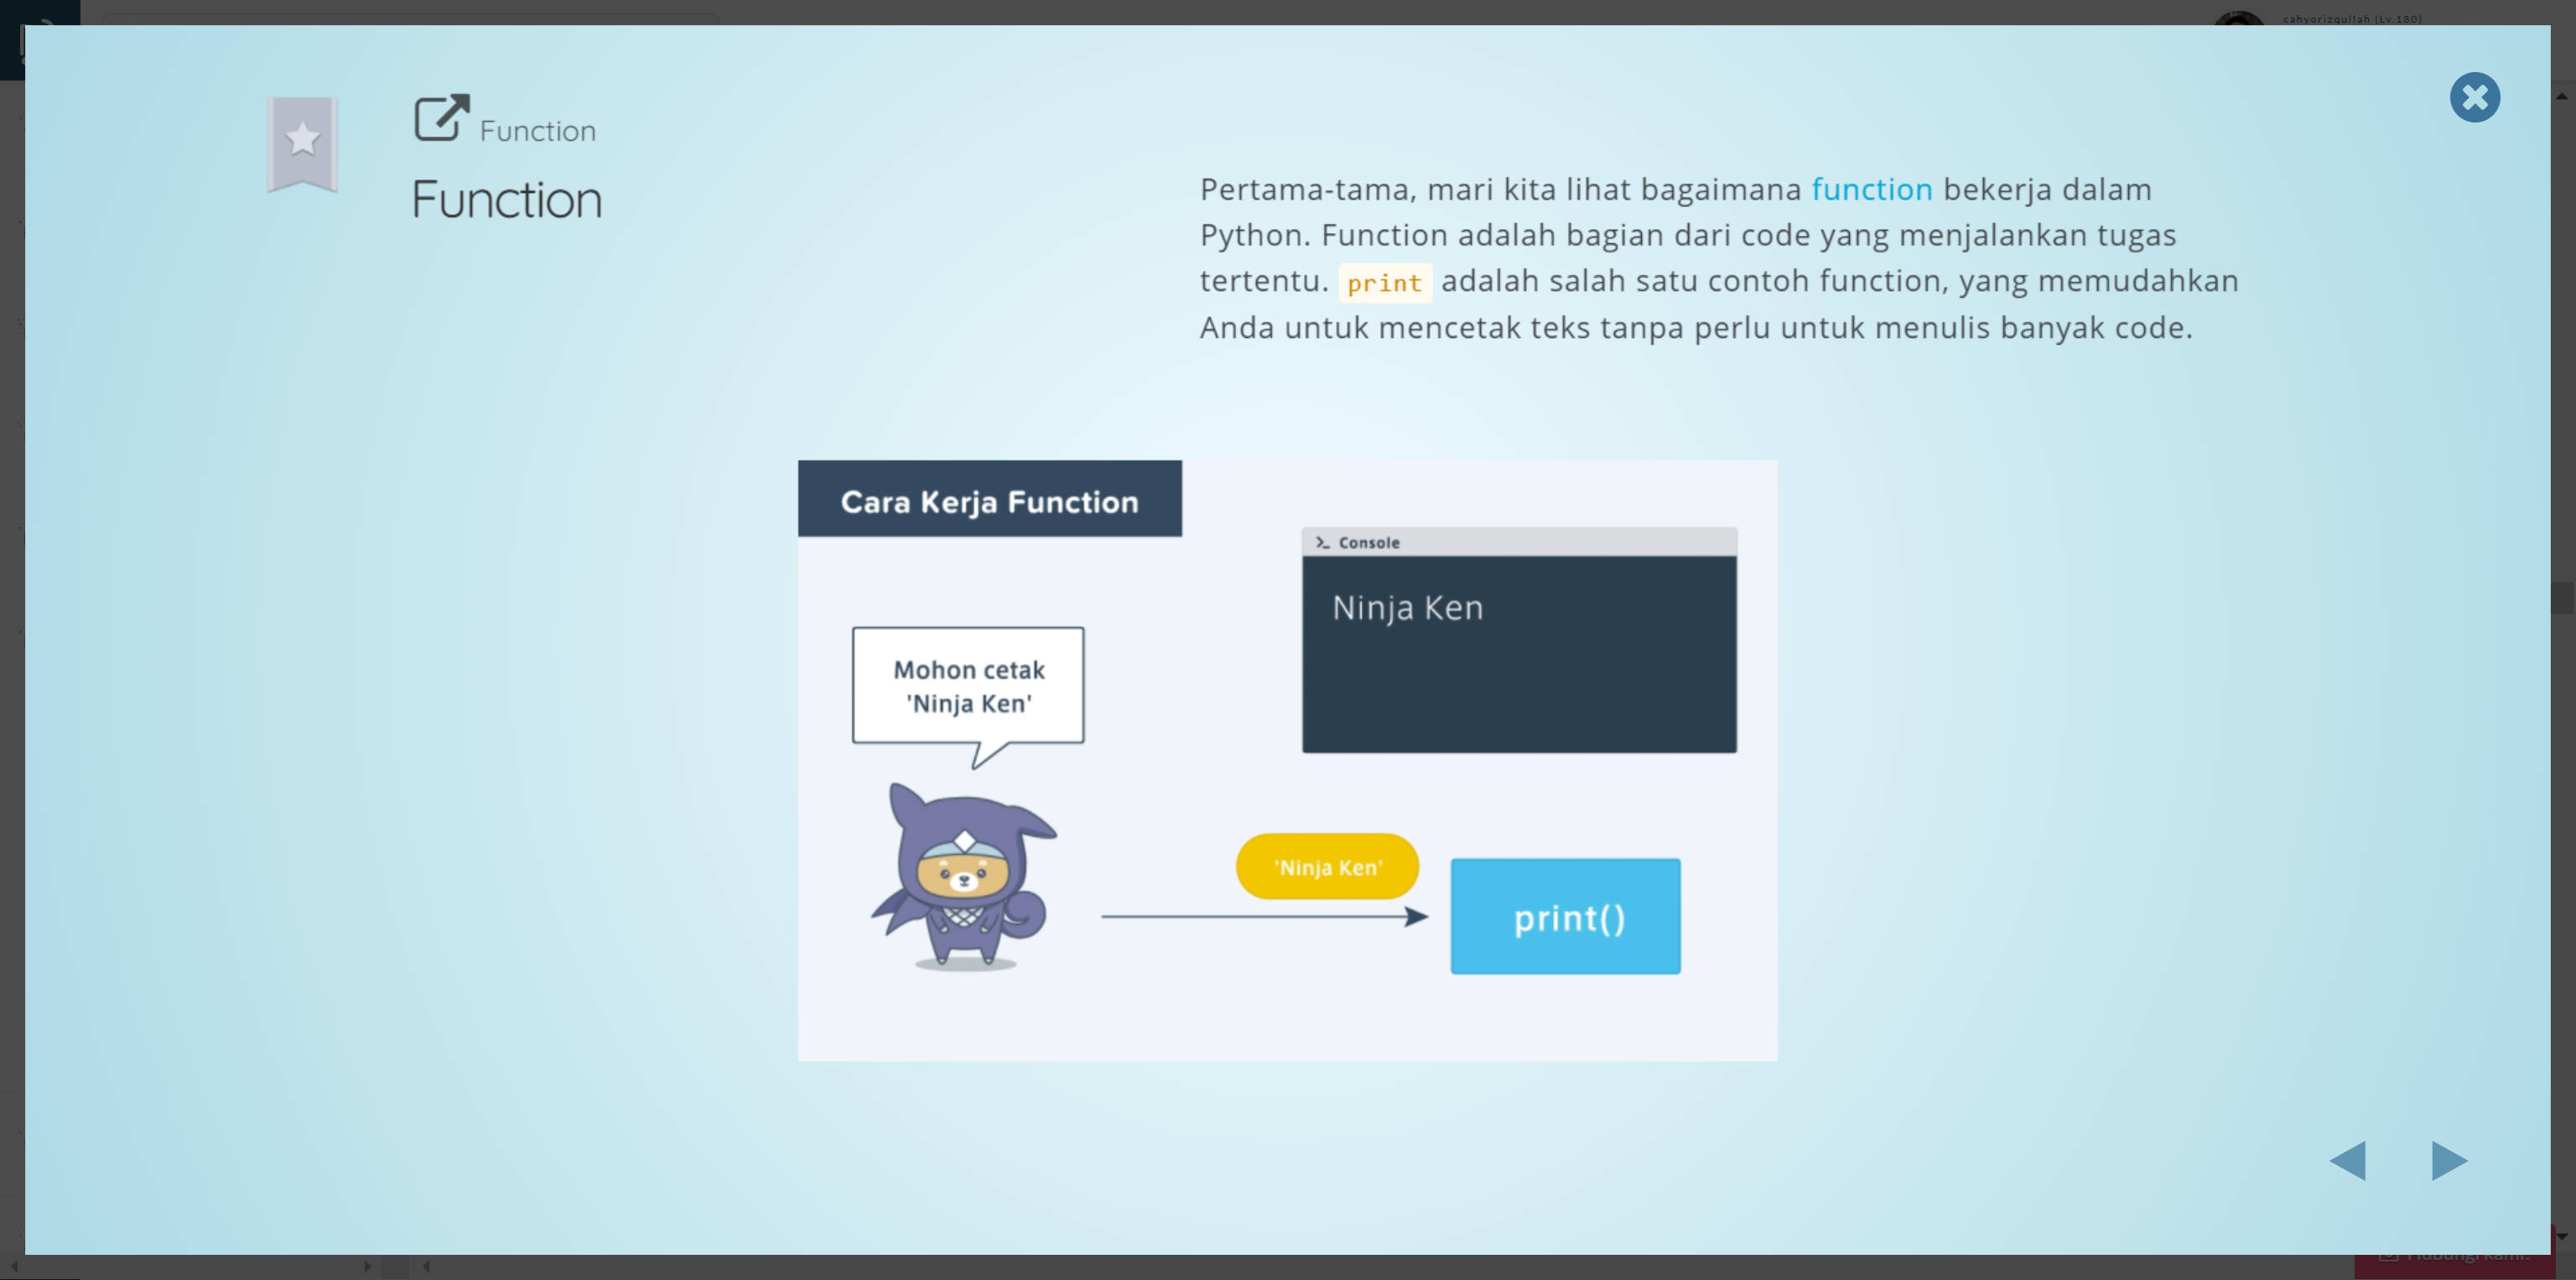 cahyorizqullah (Lv.180)
Function
Function
Pertama-tama, mari kita lihat bagaimana function bekerja dalam
Python. Function adalah bagian dari code yang menjalankan tugas
tertentu. print adalah salah satu contoh function, yang memudahkan
Anda untuk mencetak teks tanpa perlu untuk menulis banyak code.
Cara Kerja Function
>_ Console
Ninja Ken
Mohon cetak
'Ninja Ken'
'Ninja Ken'
print()